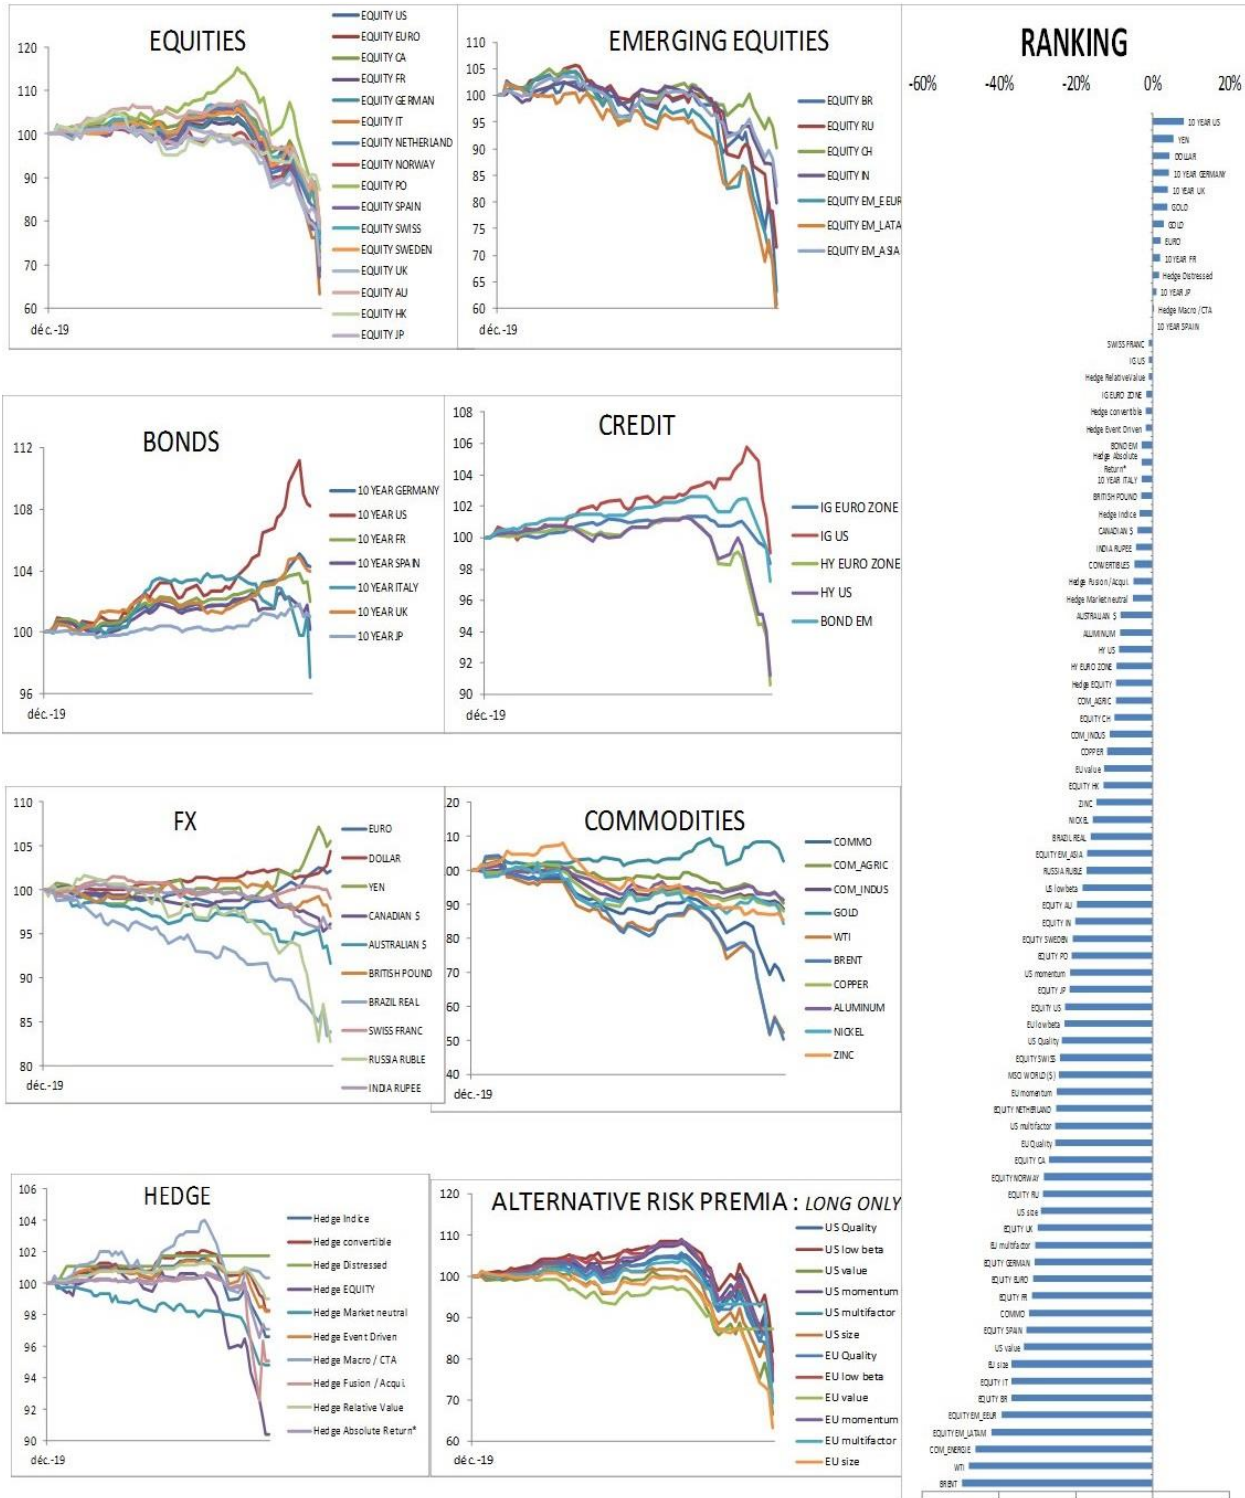 EQUITIES
120
110
100
90
80
70
60
déc.-19
EQUITY US
EQUITY EURO
EQUITY CA
EQUITY FR
EQUITY GERMAN
EQUITY IT
EQUITY NETHERLAND
EQUITY NORWAY
EQUITY PO
EQUITY SPAIN
EQUITY SWISS
EQUITY SWEDEN
EQUITY UK
EQUITY AU
EQUITY HK
EQUITY JP
EMERGING EQUITIES
110
105
100
95
90
85
80
75
70
65
60
déc.-19
EQUITY BR
EQUITY RU
EQUITY CH
EQUITY IN
EQUITY EM_EEUR
EQUITY EM_LATA
EQUITY EM_ASIA
BONDS
112
108
104
100
96
déc.-19
10 YEAR GERMANY
10 YEAR US
10 YEAR FR
10 YEAR SPAIN
10 YEAR ITALY
10 YEAR UK
10 YEAR JP
CREDIT
108
106
104
102
100
98
96
94
92
90
déc.-19
IG EURO ZONE
IG US
HY EURO ZONE
HY US
BOND EM
FX
110
105
100
95
90
85
80
déc.-19
EURO
DOLLAR
YEN
CANADIAN $
AUSTRALIAN $
BRITISH POUND
BRAZIL REAL
SWISS FRANC
RUSSIA RUBLE
INDIA RUPEE
COMMODITIES
20
10
100
90
80
70
60
50
40
déc.-19
COMMO
COM_AGRIC
COM_INDUS
GOLD
WTI
BRENT
COPPER
ALUMINUM
NICKEL
ZINC
HEDGE
106
104
102
100
98
96
94
92
90
déc.-19
Hedge Indice
Hedge convertible
Hedge Distressed
Hedge EQUITY
Hedge Market neutral
Hedge Event Driven
Hedge Macro / CTA
Hedge Fusion / Acqui.
Hedge Relative Value
Hedge Absolute Return*
ALTERNATIVE RISK PREMIA : LONG ONLY
120
110
100
90
80
70
60
déc.-19
US Quality
US low beta
US value
US momentum
US multifactor
US size
EU Quality
EU low beta
EU value
EU momentum
EU multifactor
EU size
RANKING
-60% -40% -20% 0% 20%
10 YEAR US
YEN
DOLLAR
10 YEAR GERMANY
10 YEAR UK
GOLD
GOLD
EURO
10 YEAR FR
Hedge Distressed
10 YEAR JP
Hedge Macro / CTA
10 YEAR SPAIN
SWISS FRANC
IG US
Hedge Relative Value
IG EURO ZONE
Hedge convertible
Hedge Event Driven
BOND EM
Hedge Absolute
Return*
10 YEAR ITALY
BRITISH POUND
Hedge Indice
CANADIAN $
INDIA RUPEE
CONVERTIBLES
Hedge Fusion / Acqui.
Hedge Market neutral
AUSTRALIAN $
ALUMINUM
HY US
HY EURO ZONE
Hedge EQUITY
COM_AGRIC
EQUITY CH
COM_INDUS
COPPER
EU value
EQUITY HK
ZINC
NICKEL
BRAZIL REAL
EQUITY EM_ASIA
RUSSIA RUBLE
US low beta
EQUITY AU
EQUITY IN
EQUITY SWEDEN
EQUITY PO
US momentum
EQUITY JP
EQUITY US
EU low beta
US Quality
EQUITY SWISS
MSCI WORLD ($)
EU momentum
EQUITY NETHERLAND
US multifactor
EU Quality
EQUITY CA
EQUITY NORWAY
EQUITY RU
US size
EQUITY UK
EU multifactor
EQUITY GERMAN
EQUITY EURO
EQUITY FR
COMMO
EQUITY SPAIN
US value
EU size
EQUITY IT
EQUITY BR
EQUITY EM_EEUR
EQUITY EM_LATAM
COM_ENERGIE
WTI
BRENT